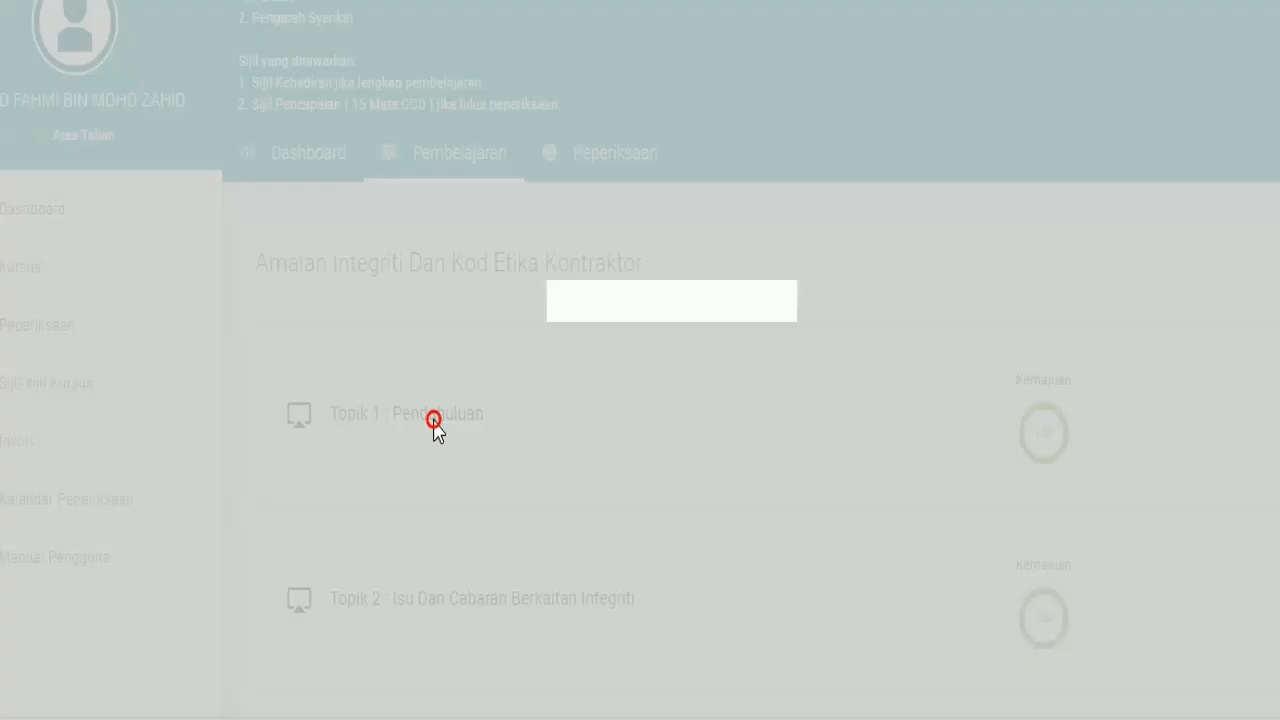 2. Pengarah Syarikat
Sijil yang ditawarkan:
1. Sijil Kehadiran jika lengkap pembelajaran
2. Sijil Pencapaian ( 15 Mata CCD ) jika lulus peperiksaan.
D FAHMI BIN MOHD ZAHID
Asas Tahan
Dashboard
Pembelajaran
Peperiksaan
Dashboard
Kursus
Peperiksaan
Kursus
Invois
Kalendar Peperiksaan
Manual Pengguna
Amalan Integriti Dan Kod Etika Kontraktor
Topik 1 : Pendahuluan
Kemajuan
Topik 2 : Isu Dan Cabaran Berkaitan Integriti
Kemajuan